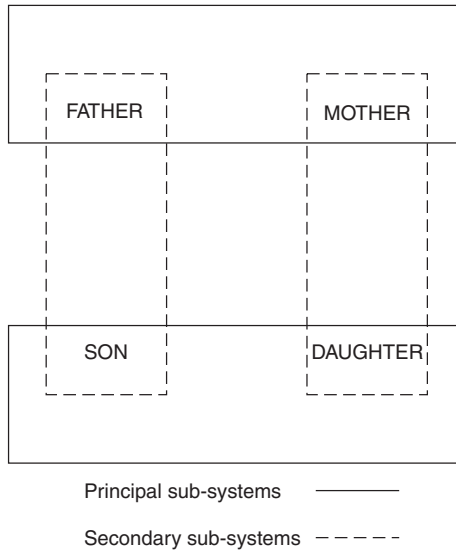 FATHER MOTHER
SON DAUGHTER
Principal sub-systems
Secondary sub-systems